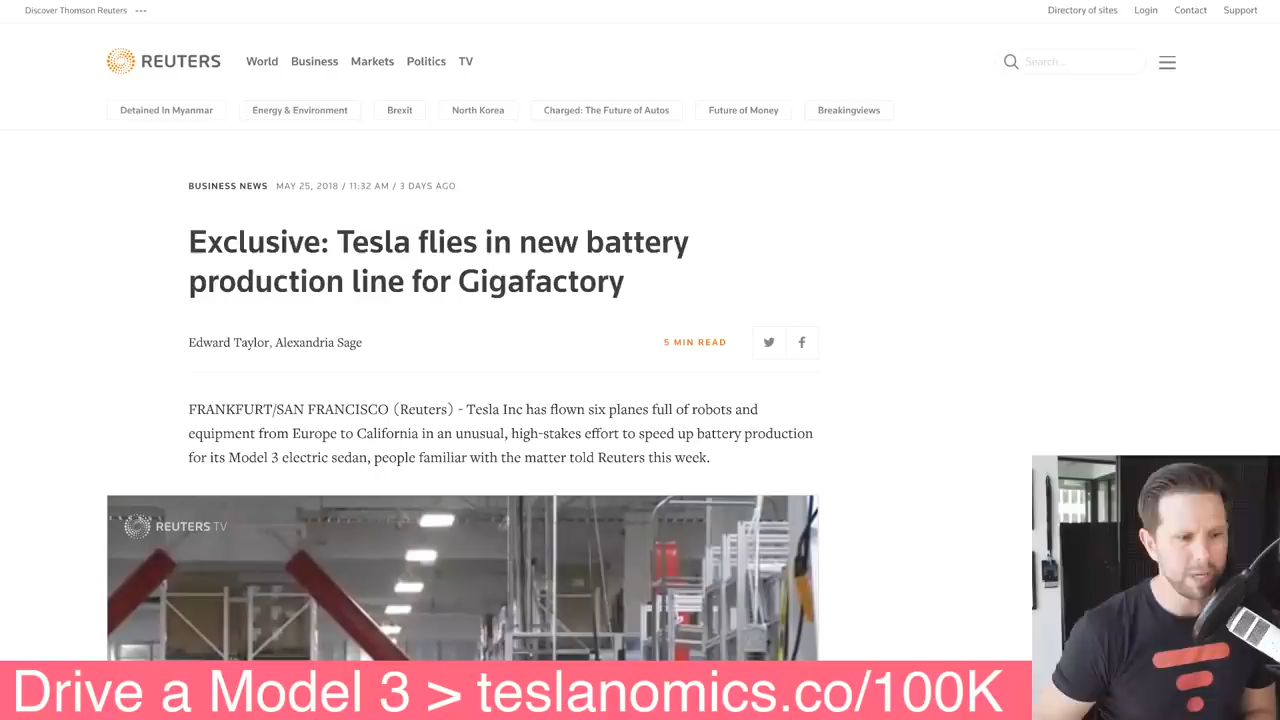 Discover Thomson Reuters
Directory of sites Login Contact Support
REUTERS World Business Markets Politics TV
Search...
Detained In Myanmar Energy & Environment Brexit North Korea Charged: The Future of Autos Future of Money Breakingviews
BUSINESS NEWS MAY 25, 2018 / 11:32 AM / 3 DAYS AGO
Exclusive: Tesla flies in new battery
production line for Gigafactory
Edward Taylor, Alexandria Sage
5 MIN READ
FRANKFURT/SAN FRANCISCO (Reuters) - Tesla Inc has flown six planes full of robots and
equipment from Europe to California in an unusual, high-stakes effort to speed up battery production
for its Model 3 electric sedan, people familiar with the matter told Reuters this week.
REUTERS TV
Drive a Model 3 > teslanomics.co/100K